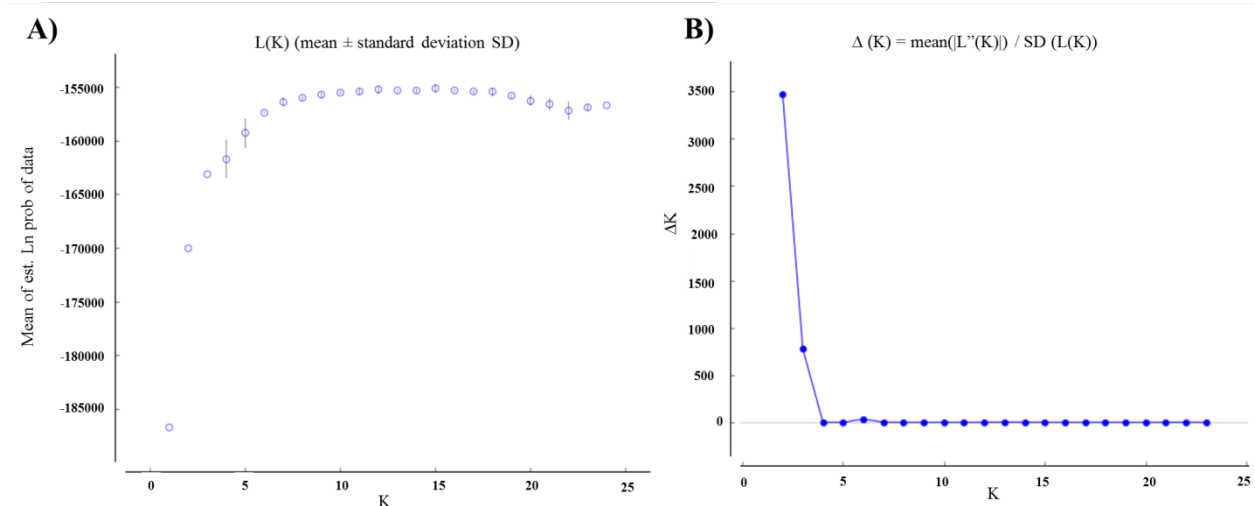 A)
L(K) (mean ± standard deviation SD)
Mean of est. Ln prob of data
-155000
-160000
-165000
-170000
-175000
-180000
-185000
0 5 10 15 20 25
K
B)
Δ (K) = mean(|L”(K)|) / SD (L(K))
ΔK
3500
3000
2500
2000
1500
1000
500
0
0 5 10 15 20 25
K